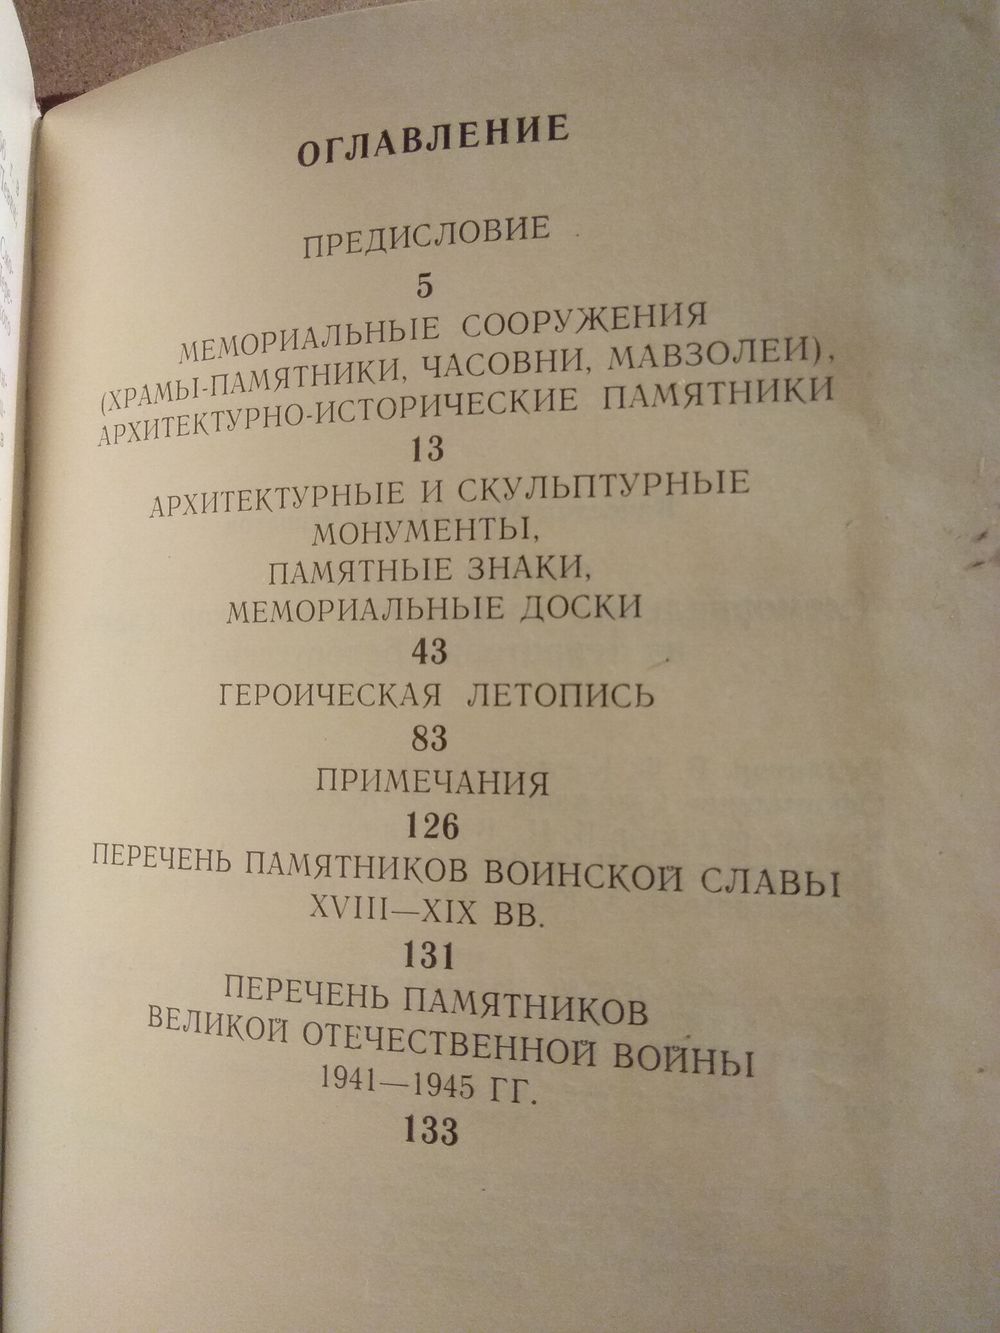 ОГЛАВЛЕНИЕ
ПРЕДИСЛОВИЕ
5
МЕМОРИАЛЬНЫЕ СООРУЖЕНИЯ
(ХРАМЫ-ПАМЯТНИКИ, ЧАСОВНИ, МАВЗОЛЕИ),
АРХИТЕКТУРНО-ИСТОРИЧЕСКИЕ ПАМЯТНИКИ
13
АРХИТЕКТУРНЫЕ И СКУЛЬПТУРНЫЕ
МОНУМЕНТЫ,
ПАМЯТНЫЕ ЗНАКИ,
МЕМОРИАЛЬНЫЕ ДОСКИ
43
ГЕРОИЧЕСКАЯ ЛЕТОПИСЬ
83
ПРИМЕЧАНИЯ
126
ПЕРЕЧЕНЬ ПАМЯТНИКОВ ВОИНСКОЙ СЛАВЫ
XVIII—XIX ВВ.
131
ПЕРЕЧЕНЬ ПАМЯТНИКОВ
ВЕЛИКОЙ ОТЕЧЕСТВЕННОЙ ВОЙНЫ
1941—1945 ГГ.
133